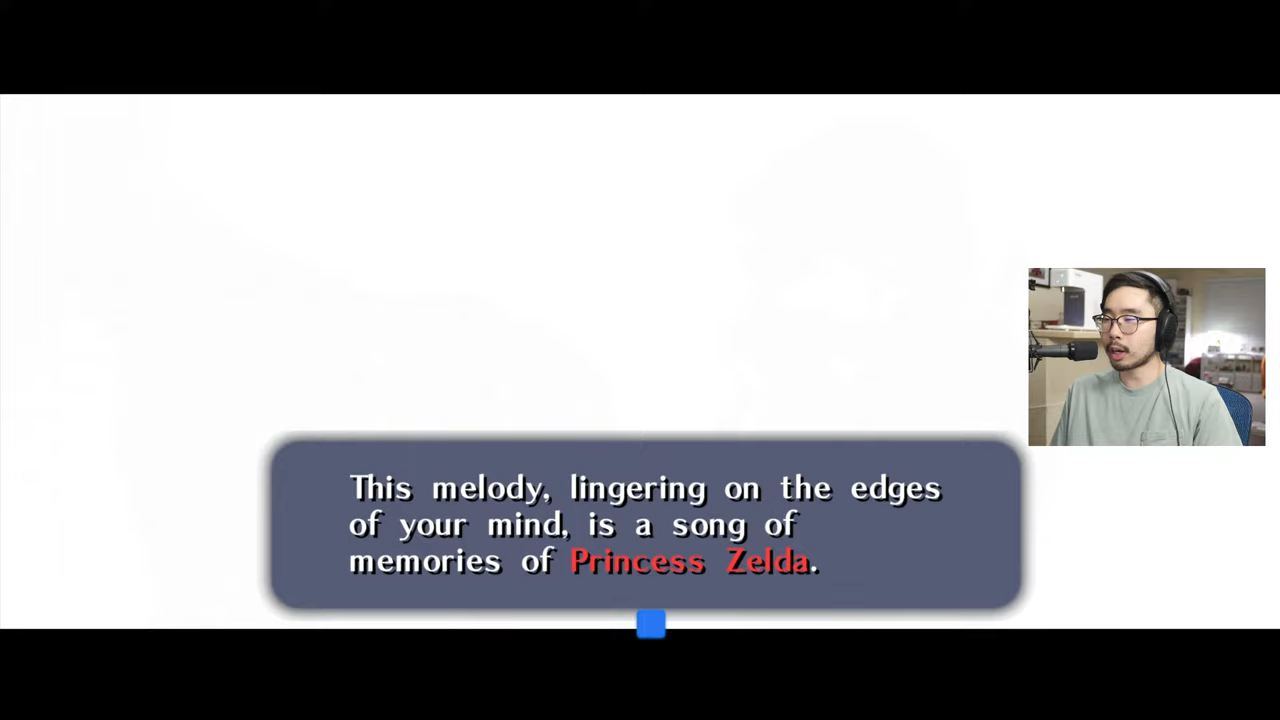 This melody, lingering on the edges
of your mind, is a song of
memories of Princess Zelda.